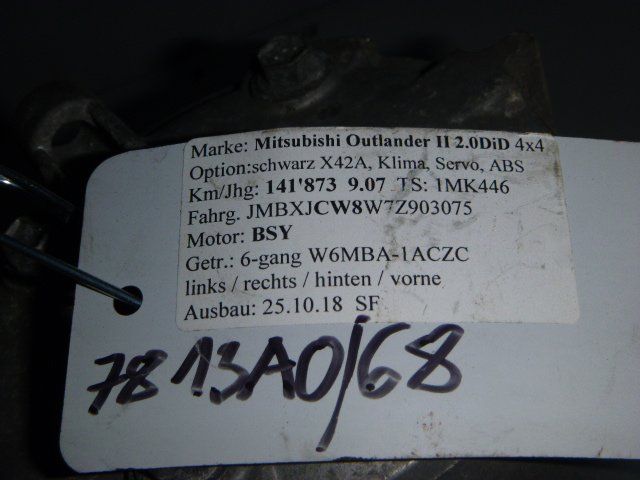 Marke: Mitsubishi Outlander II 2.0DiD 4x4
Option:schwarz X42A, Klima, Servo, ABS
Km/Jhg: 141'873 9.07 TS: 1MK446
Fahrg. JMBXJCW8W7Z903075
Motor: BSY
Getr.: 6-gang W6MBA-1ACZC
links / rechts / hinten / vorne
Ausbau: 25.10.18 SF
7813A0/68